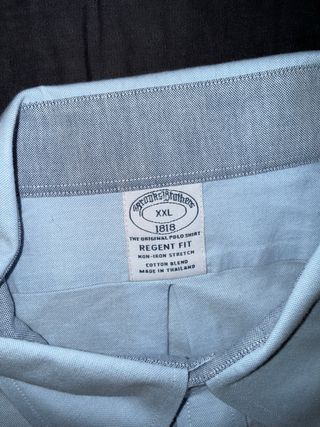 Brooks Brothers
XXL
1818
THE ORIGINAL POLO SHIRT
REGENT FIT
NON-IRON STRETCH
COTTON BLEND
MADE IN THAILAND